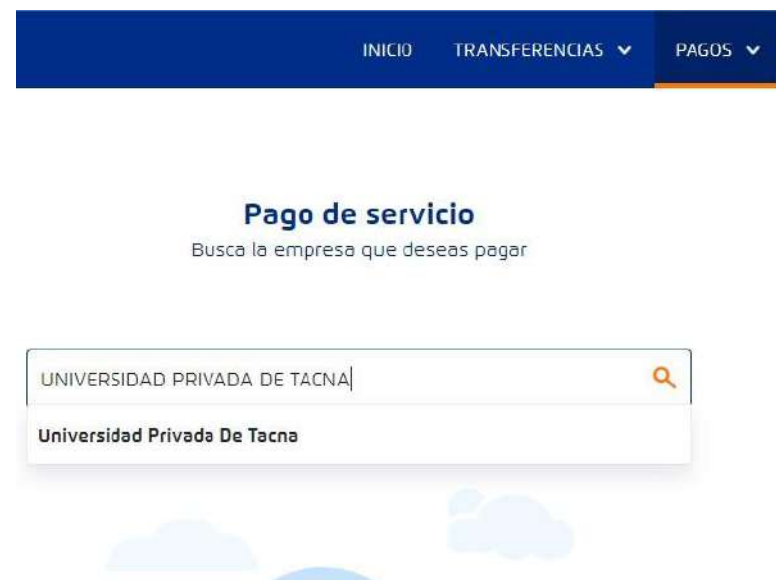 INICIO TRANSFERENCIAS PAGOS
Pago de servicio
Busca la empresa que deseas pagar
UNIVERSIDAD PRIVADA DE TACNA
Universidad Privada De Tacna